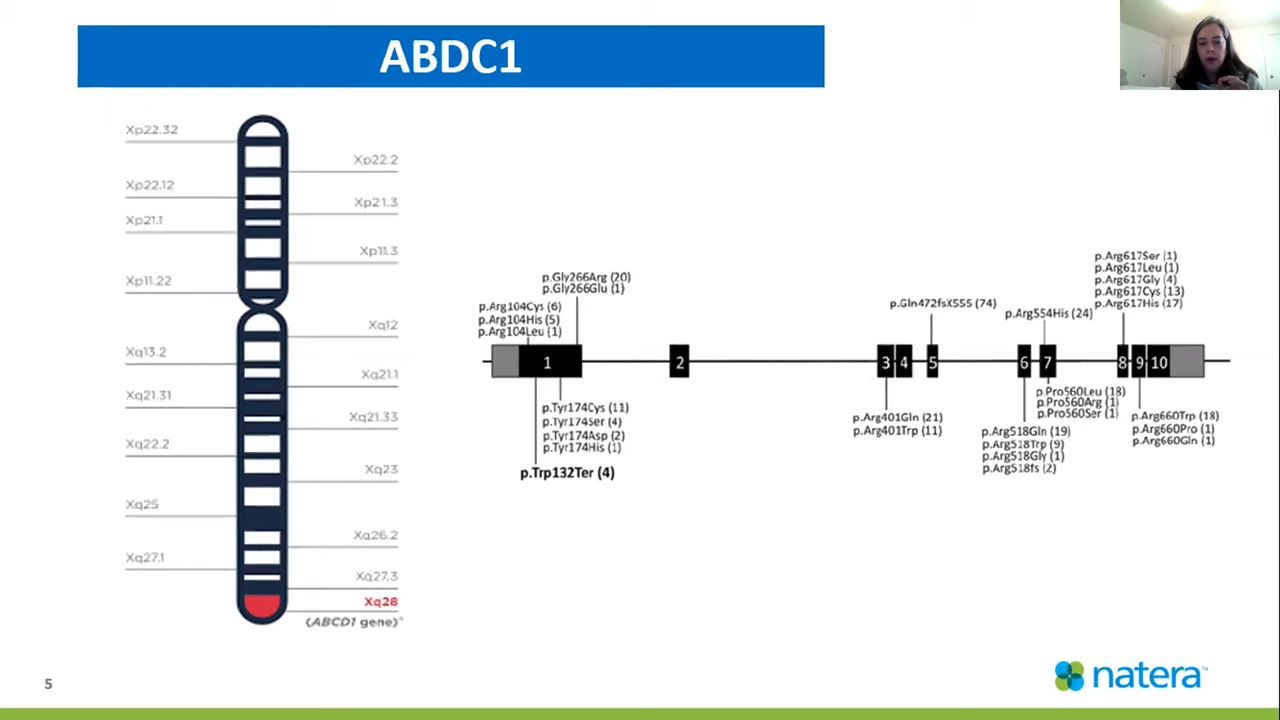 ABDC1
Xp22.32
Xp22.2
Xp22.12
Xp21.3
Xp21.1
Xp11.3
Xp11.22
Xq12
Xq13.2
Xq21.1
Xq21.31
Xq21.33
Xq22.2
Xq23
Xq25
Xq26.2
Xq27.1
Xq27.3
Xq28
(ABCD1 gene)
p.Gly266Arg (20)
p.Gly266Glu (1)
p.Arg104Cys (6)
p.Arg104His (5)
p.Arg104Leu (1)
p.Gln472fsX555 (74)
p.Arg554His (24)
p.Arg617Ser (1)
p.Arg617Leu (1)
p.Arg617Gly (4)
p.Arg617Cys (13)
p.Arg617His (17)
1 2 3 4 5 6 7 8 9 10
p.Tyr174Cys (11)
p.Tyr174Ser (4)
p.Tyr174Asp (2)
p.Tyr174His (1)
p.Trp132Ter (4)
p.Arg401Gln (21)
p.Arg401Trp (11)
p.Arg518Gln (19)
p.Arg518Trp (9)
p.Arg518Gly (1)
p.Arg518fs (2)
p.Pro560Leu (18)
p.Pro560Arg (1)
p.Pro560Ser (1)
p.Arg660Trp (18)
p.Arg660Pro (1)
p.Arg660Gln (1)
5
natera™